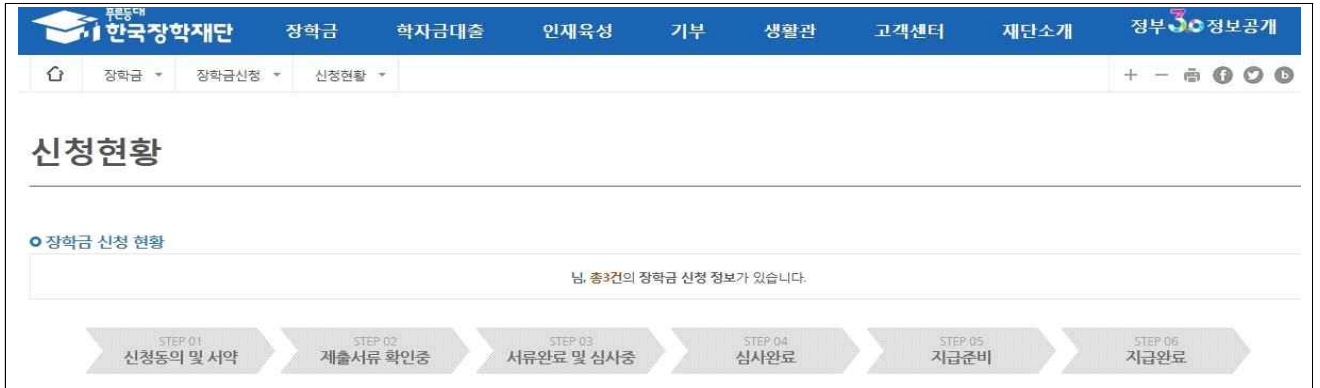 푸른등대
한국장학재단 장학금 학자금대출 인재육성 기부 생활관 고객센터 재단소개 정부3.0정보공개
장학금 장학금신청 신청현황
신청현황
장학금 신청 현황
님, 총3건의 장학금 신청 정보가 있습니다.
STEP 01 STEP 02 STEP 03 STEP 04 STEP 05 STEP 06
신청동의 및 서약 제출서류 확인중 서류완료 및 심사중 심사완료 지급준비 지급완료